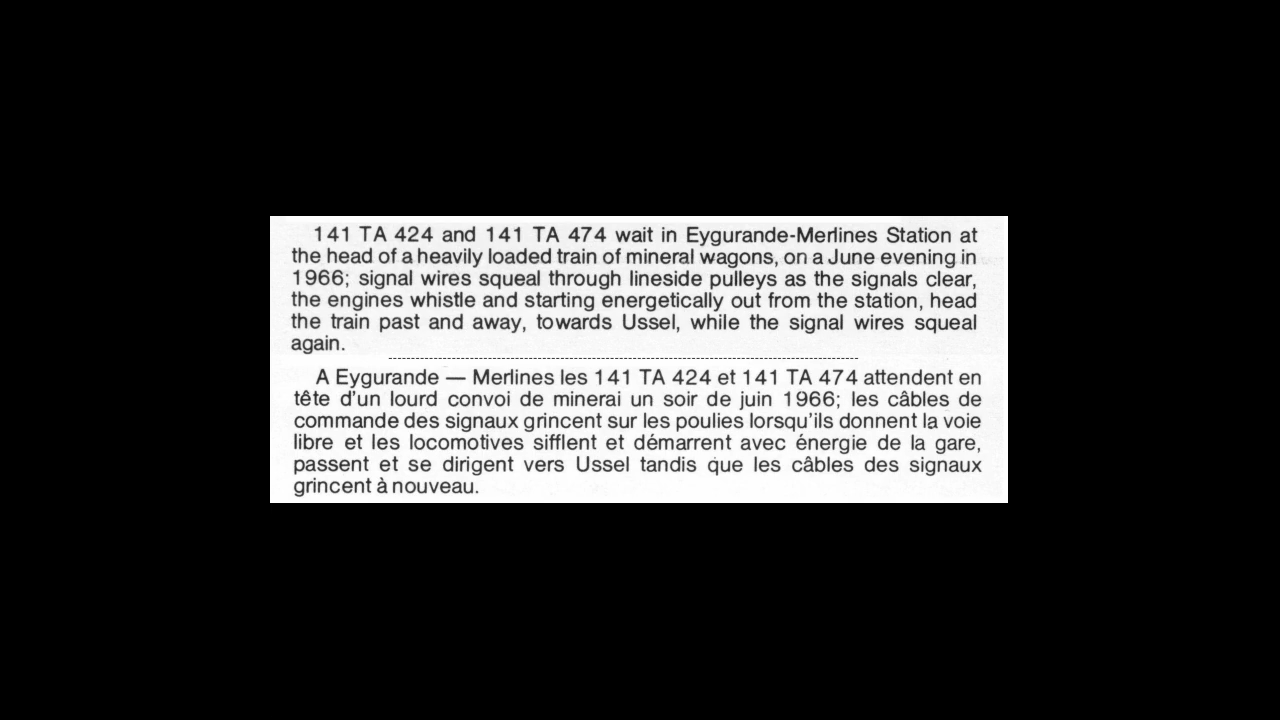 141 TA 424 and 141 TA 474 wait in Eygurande-Merlines Station at
the head of a heavily loaded train of mineral wagons, on a June evening in
1966; signal wires squeal through lineside pulleys as the signals clear,
the engines whistle and starting energetically out from the station, head
the train past and away, towards Ussel, while the signal wires squeal
again.
A Eygurande — Merlines les 141 TA 424 et 141 TA 474 attendent en
tête d'un lourd convoi de minerai un soir de juin 1966; les câbles de
commande des signaux grincent sur les poulies lorsqu'ils donnent la voie
libre et les locomotives sifflent et démarrent avec énergie de la gare,
passent et se dirigent vers Ussel tandis que les câbles des signaux
grincent à nouveau.